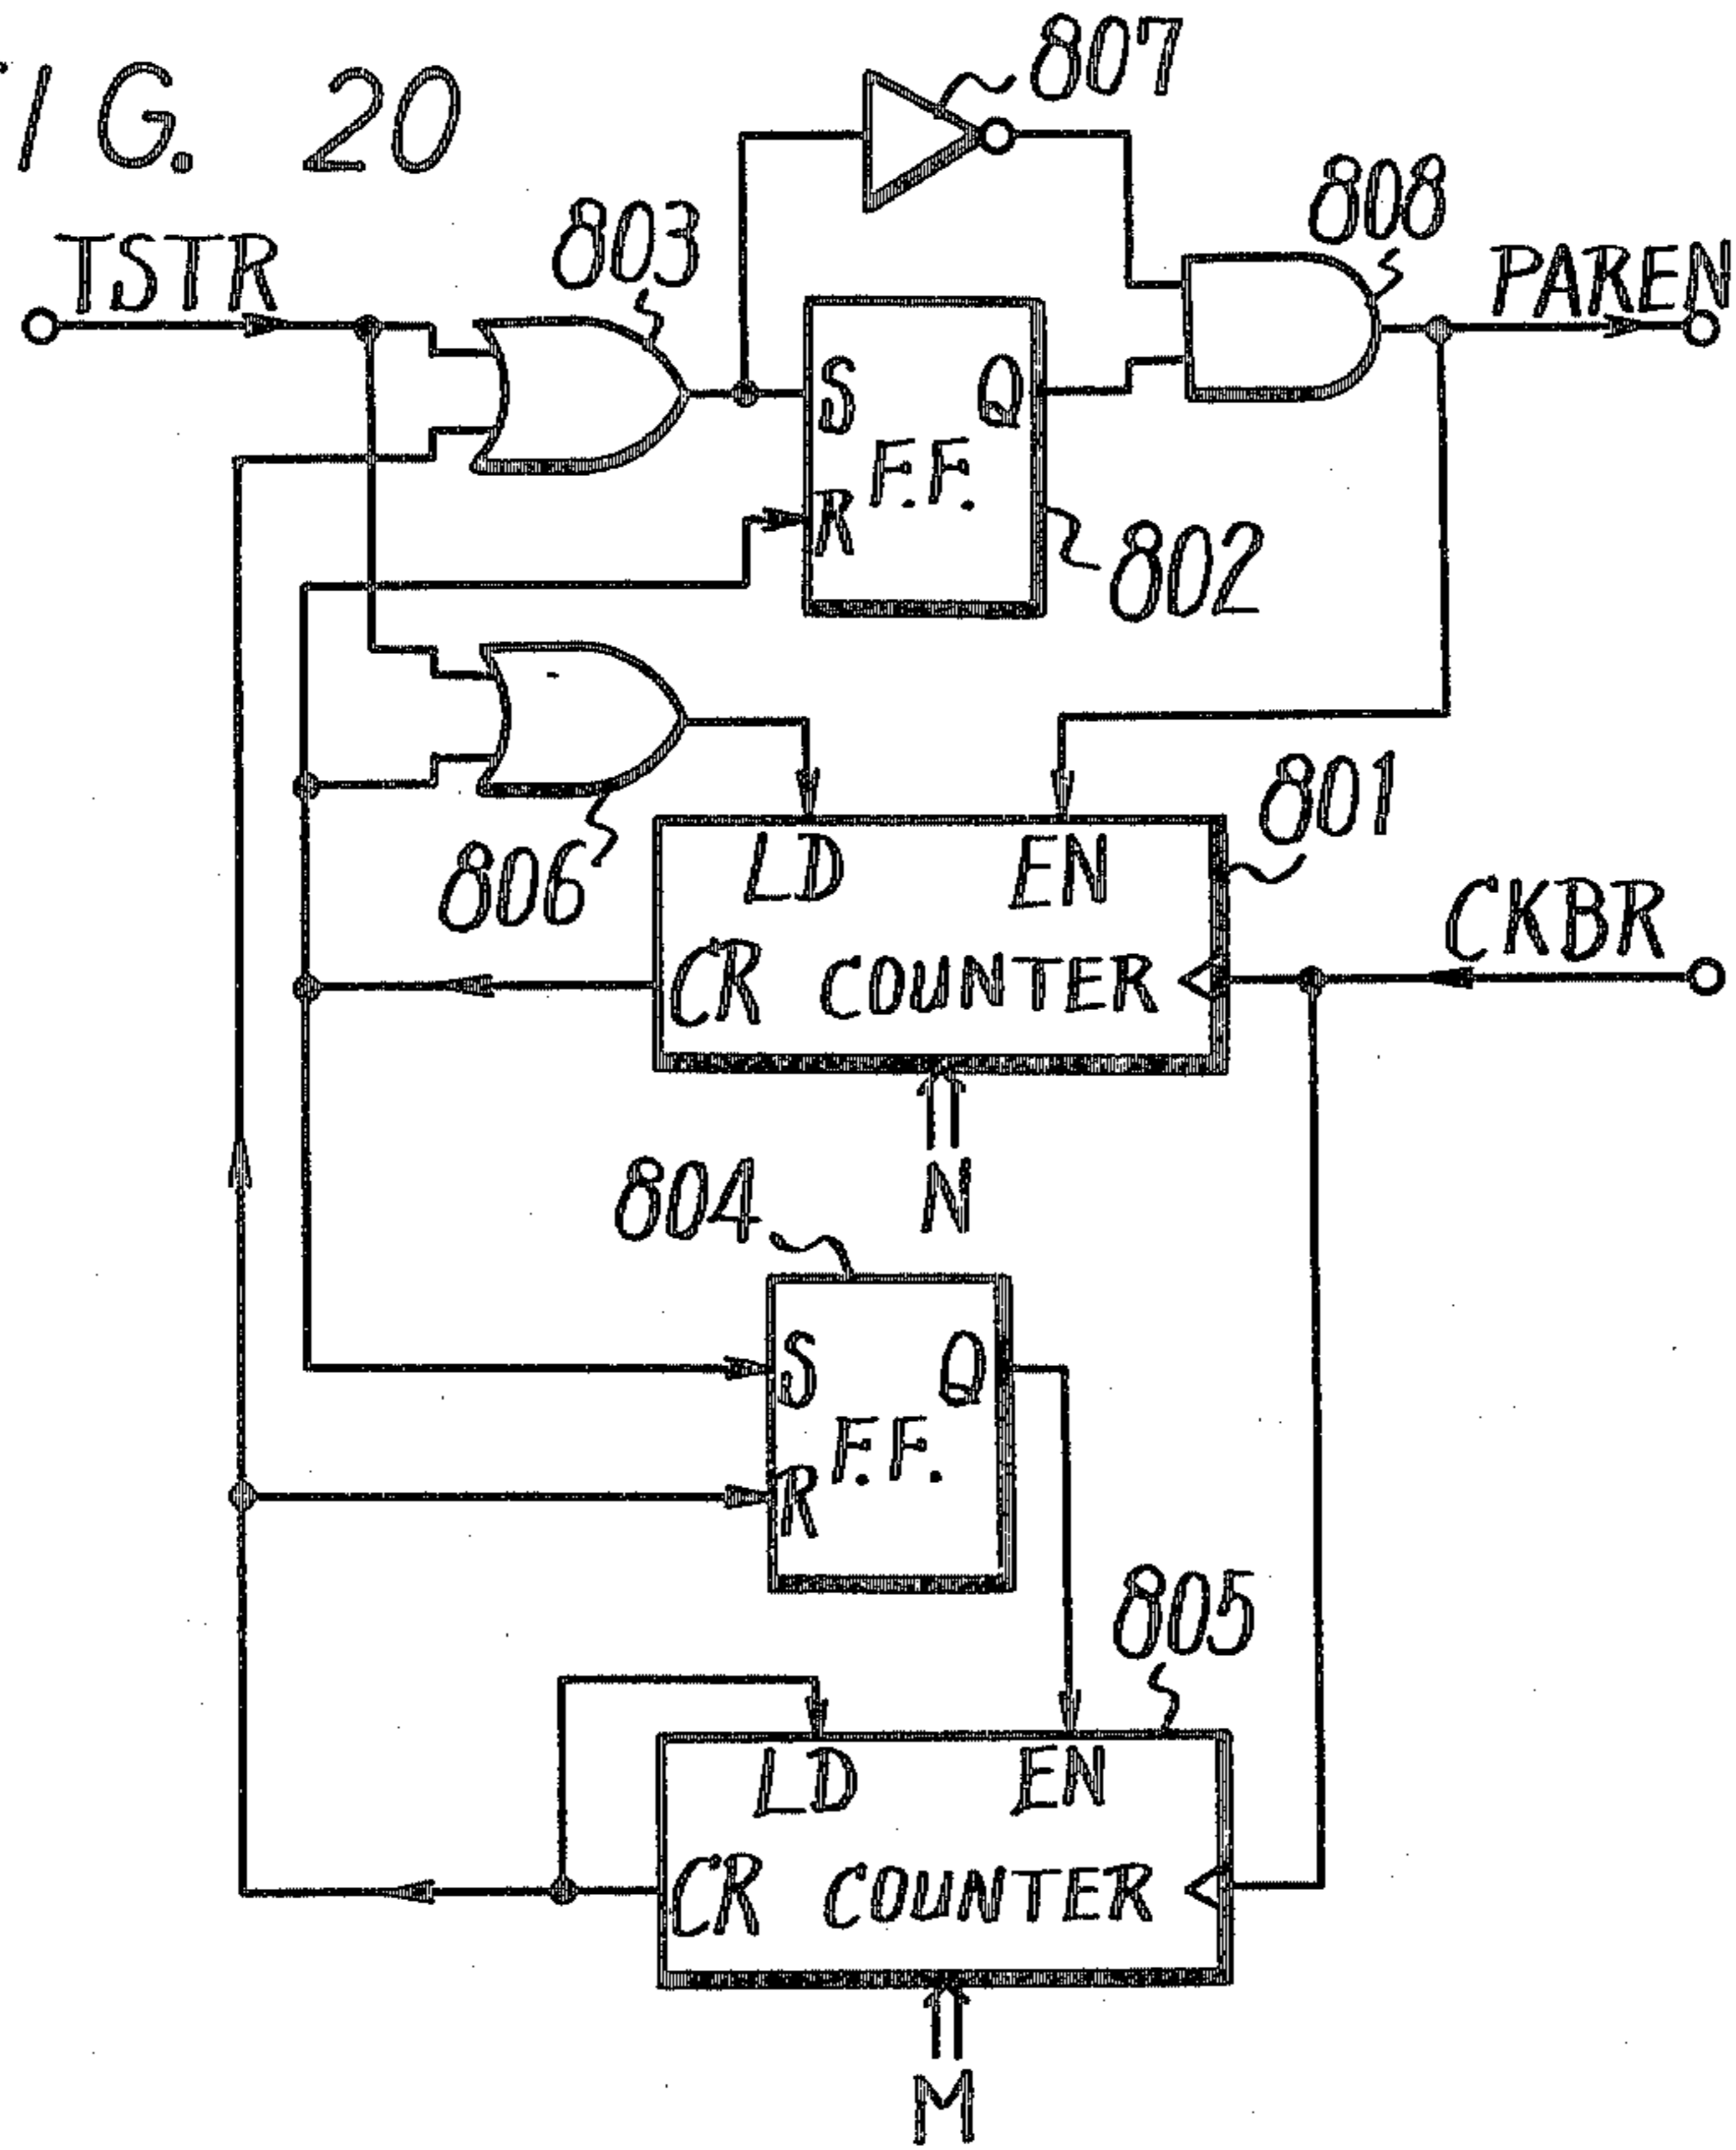 FIG. 20
807
808
803
TSTR
PAREN
S Q
F.F.
R
802
806
801
LD EN
CKBR
CR COUNTER
N
804
S Q
F.F.
R
805
LD EN
CR COUNTER
M